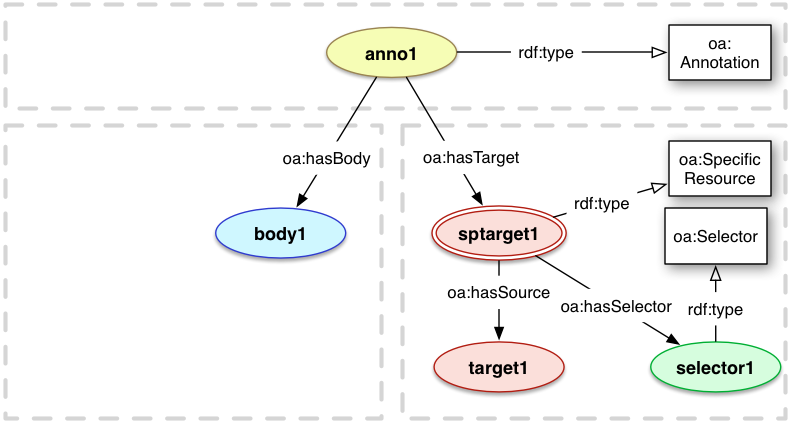 anno1
rdf:type
oa:
Annotation
oa:hasBody
oa:hasTarget
oa:Specific
Resource
rdf:type
body1
sptarget1
oa:Selector
oa:hasSource
oa:hasSelector
rdf:type
target1
selector1